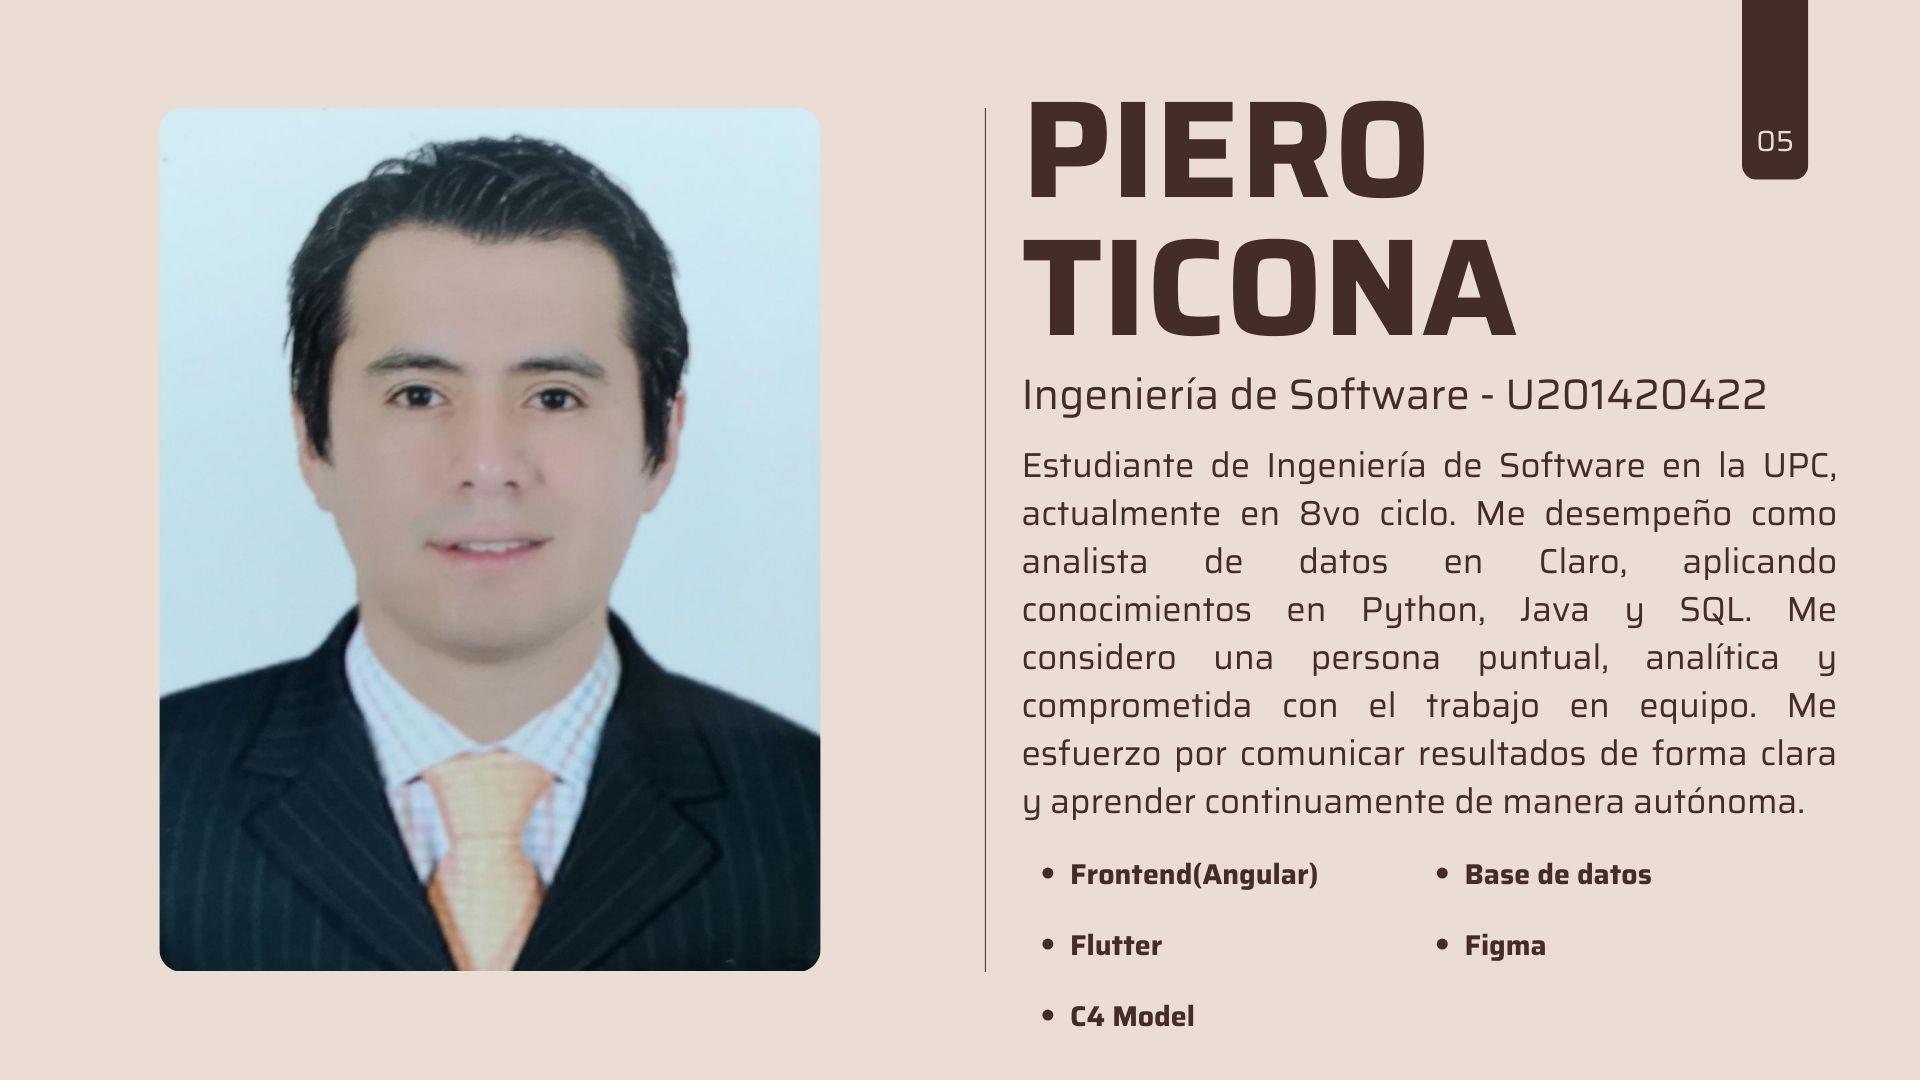 05
PIERO
TICONA
Ingeniería de Software - U201420422
Estudiante de Ingeniería de Software en la UPC,
actualmente en 8vo ciclo. Me desempeño como
analista de datos en Claro, aplicando
conocimientos en Python, Java y SQL. Me
considero una persona puntual, analítica y
comprometida con el trabajo en equipo. Me
esfuerzo por comunicar resultados de forma clara
y aprender continuamente de manera autónoma.
• Frontend(Angular)
• Flutter
• C4 Model
• Base de datos
• Figma